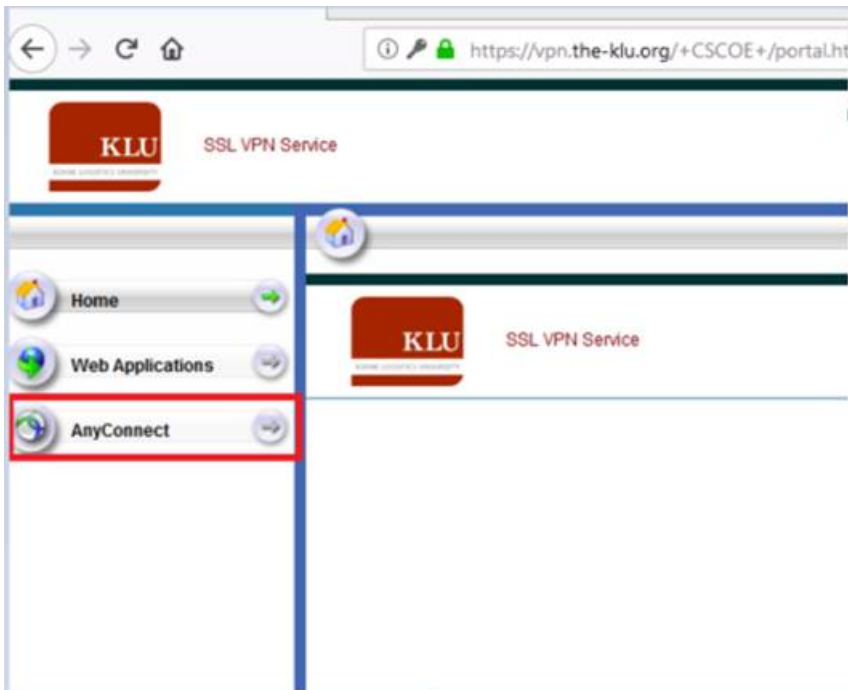 https://vpn.the-klu.org/+CSCOE+/portal.ht
KLU
SSL VPN Service
Home
Web Applications
AnyConnect
KLU
SSL VPN Service